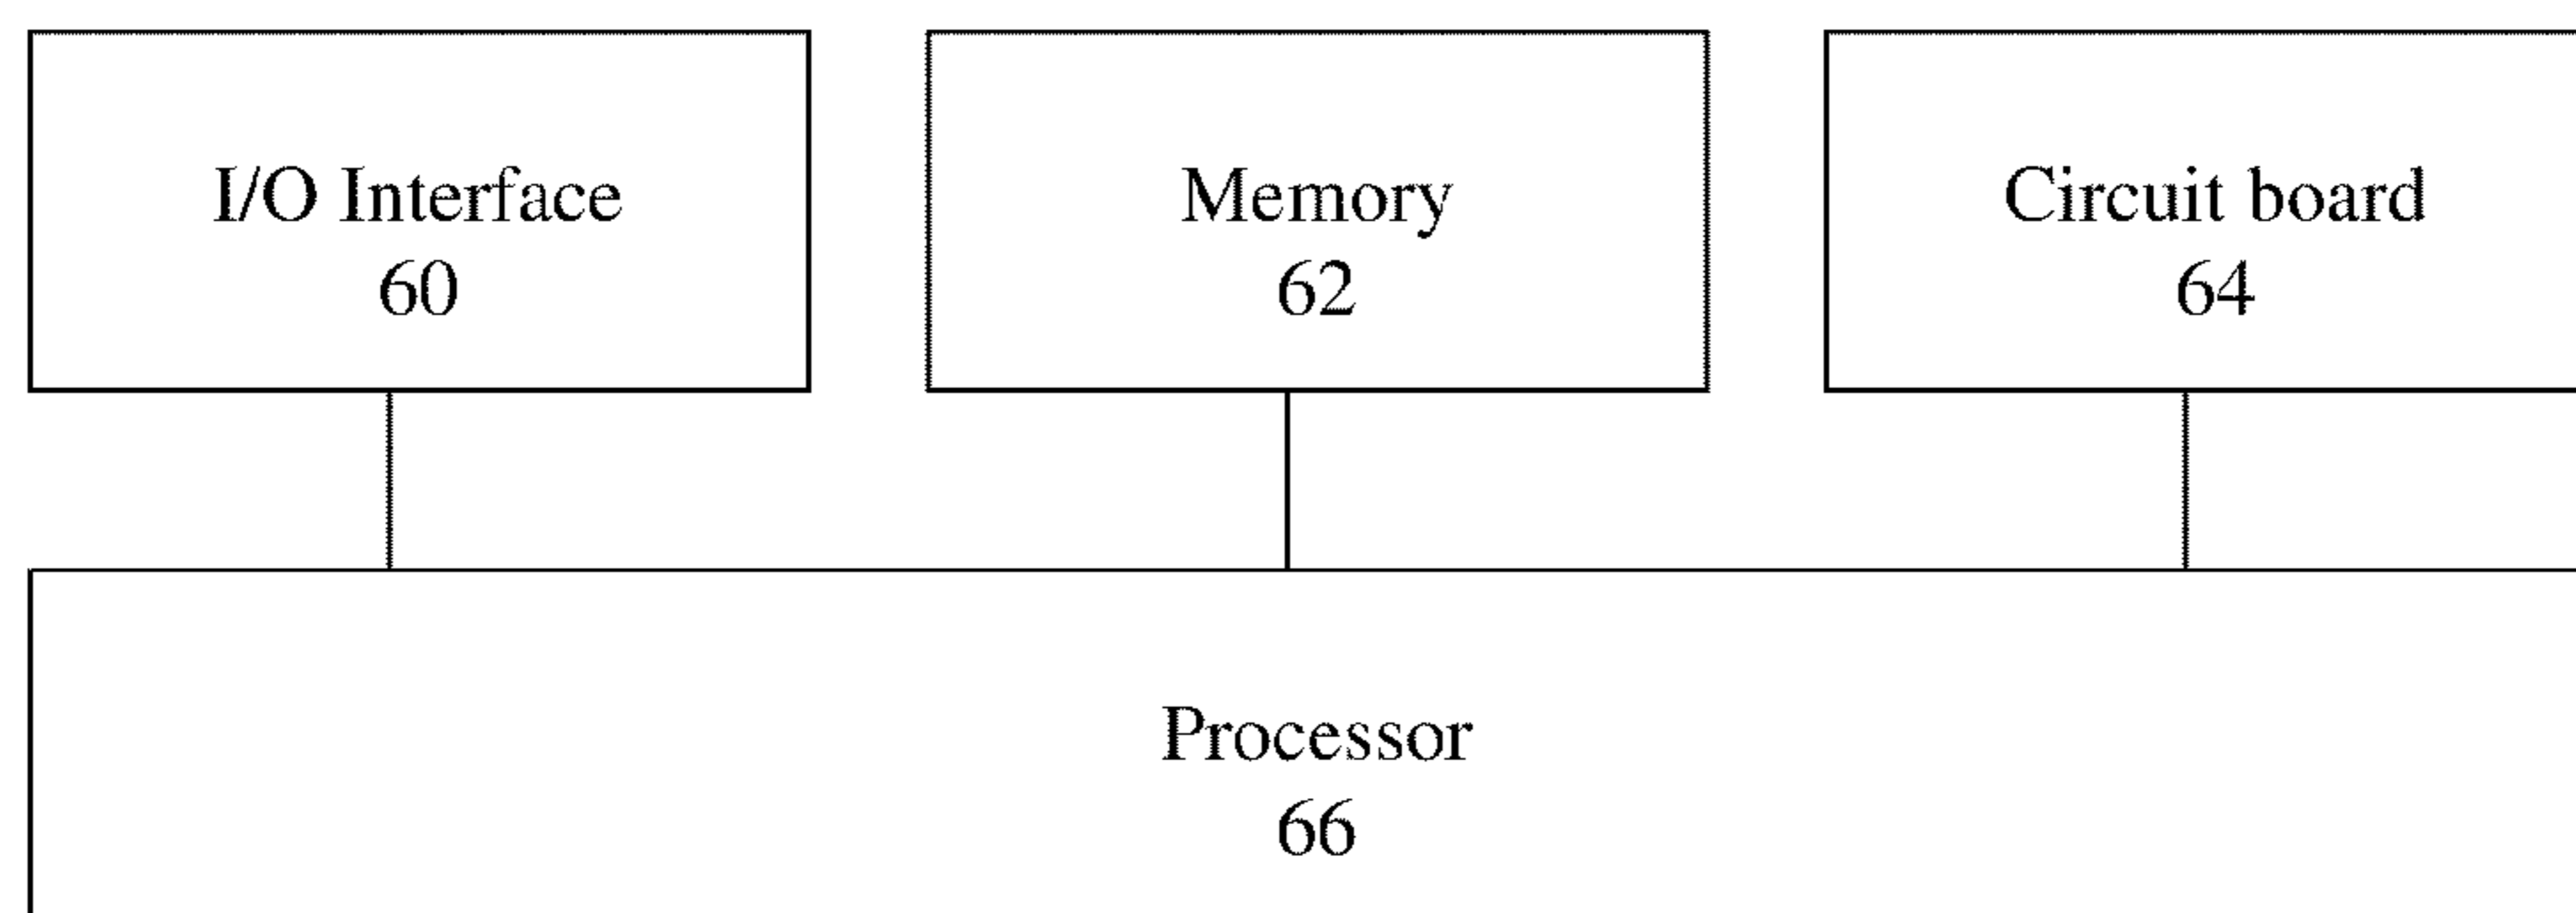 I/O Interface
60
Memory
62
Circuit board
64
Processor
66